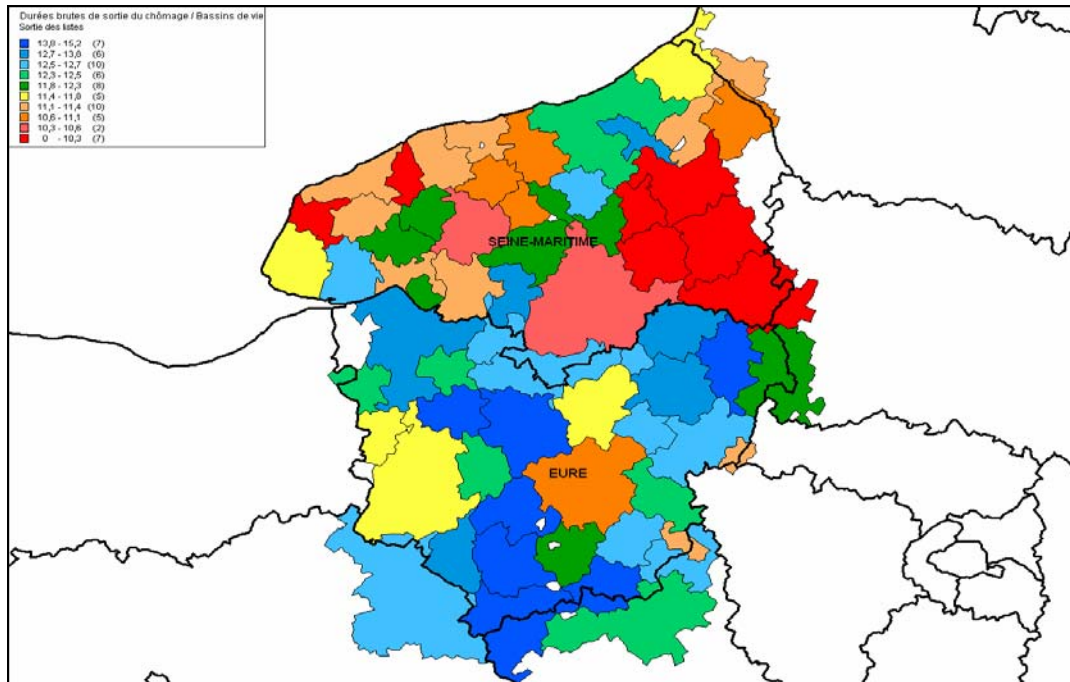 Durées brutes de sortie du chômage / Bassins de vie
Sortie des listes
13,8 - 15,2 (7)
12,7 - 13,8 (6)
12,5 - 12,7 (10)
12,3 - 12,5 (6)
11,8 - 12,3 (8)
11,4 - 11,8 (5)
11,1 - 11,4 (10)
10,6 - 11,1 (5)
10,3 - 10,6 (2)
0 - 10,3 (7)
SEINE-MARITIME
EURE